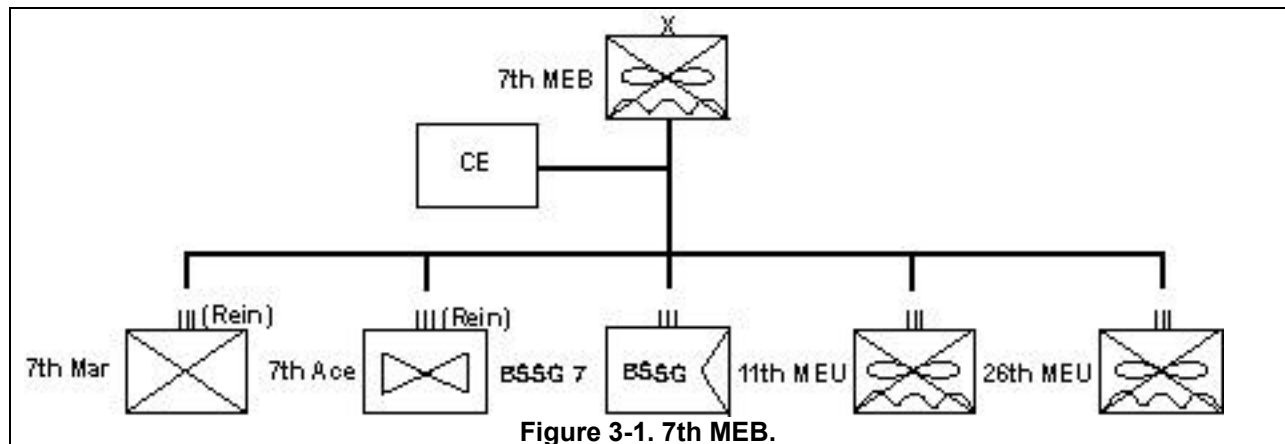 X
7th MEB
CE
III (Rein)
III (Rein)
III
III
III
7th Mar
7th Ace
BSSG 7
BSSG
11th MEU
26th MEU
Figure 3-1. 7th MEB.